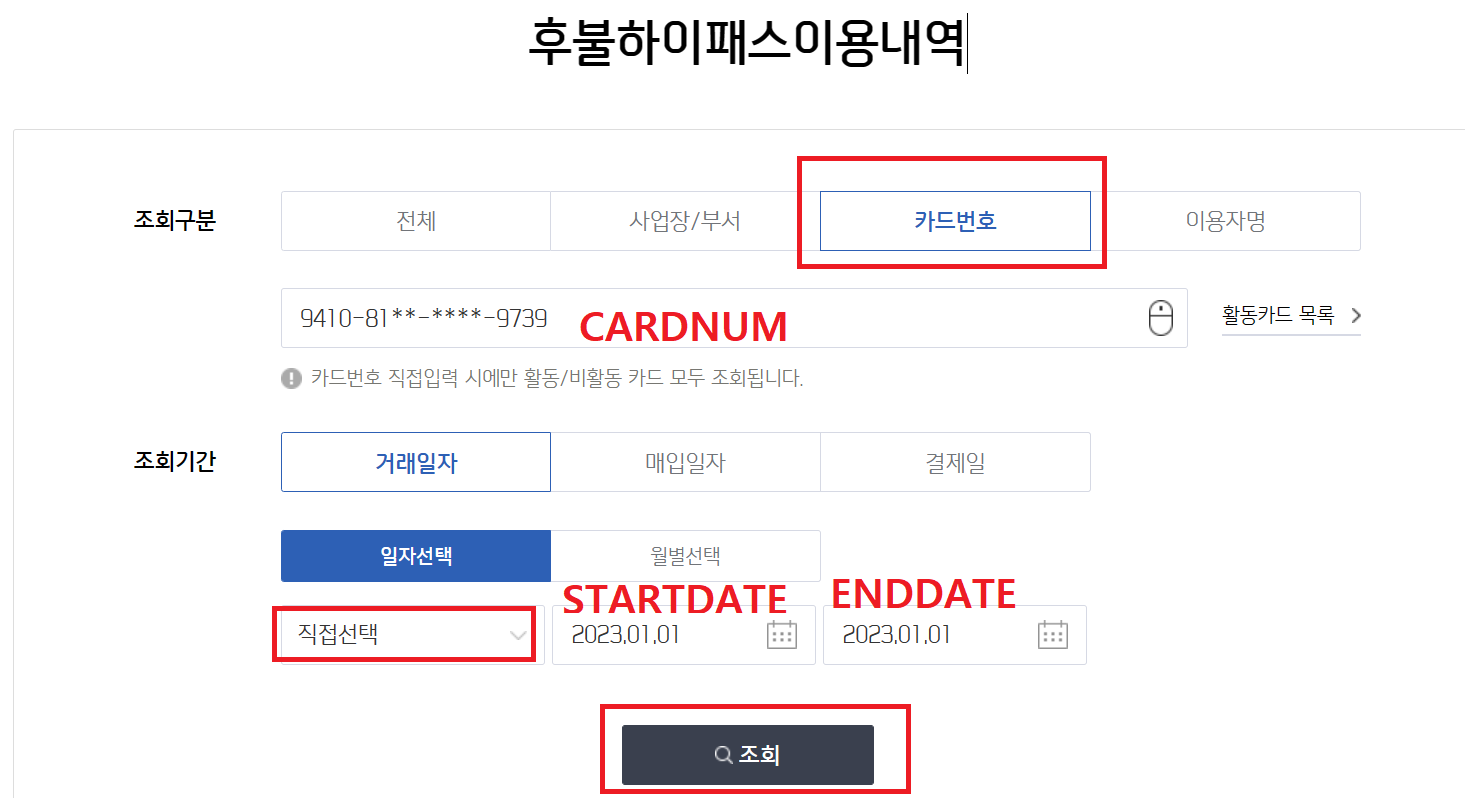 후불하이패스이용내역
조회구분 전체 사업장/부서 카드번호 이용자명
9410-81**-****-9739 CARDNUM 활동카드 목록
카드번호 직접입력 시에만 활동/비활동 카드 모두 조회됩니다.
조회기간 거래일자 매입일자 결제일
일자선택 월별선택
STARTDATE ENDDATE
직접선택 2023.01.01 2023.01.01
조회